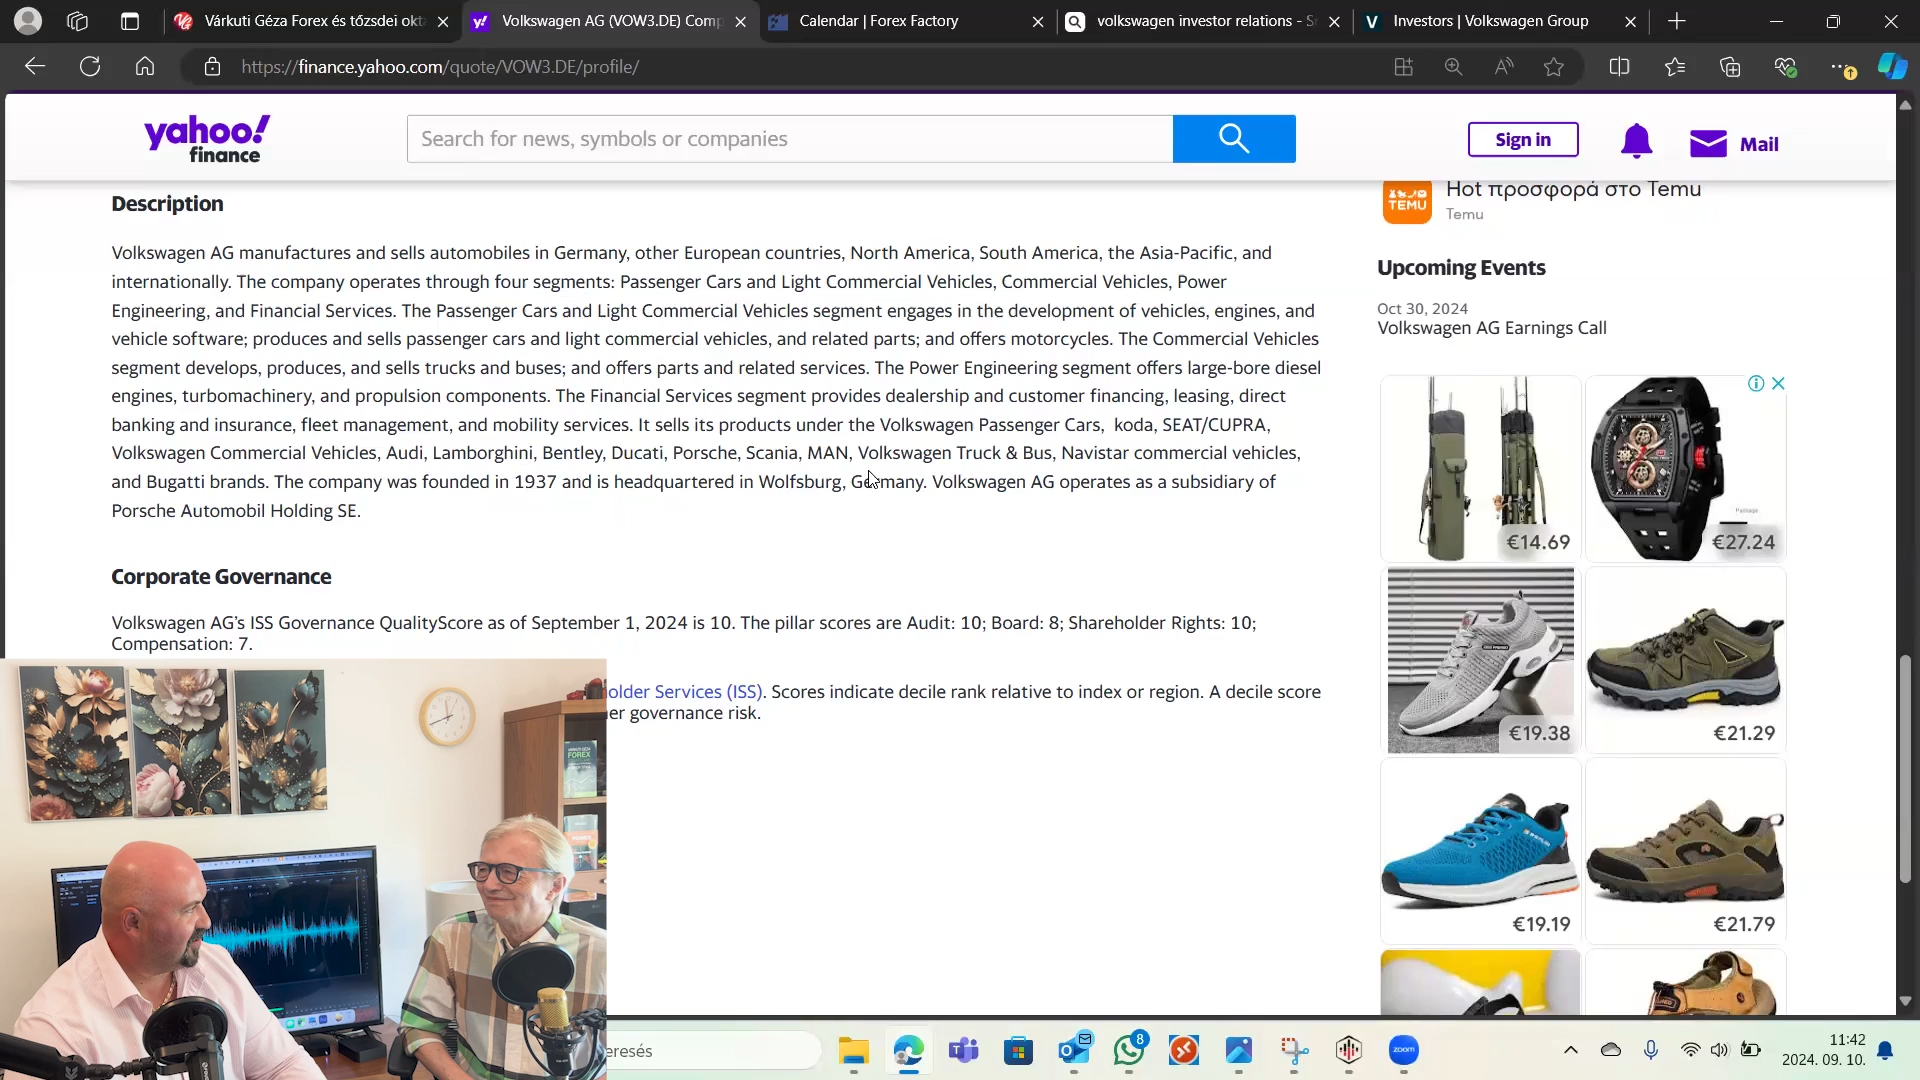 Várkuti Géza Forex és tőzsdei okta
Volkswagen AG (VOW3.DE) Comp
Calendar | Forex Factory
volkswagen investor relations - S
Investors | Volkswagen Group
https://finance.yahoo.com/quote/VOW3.DE/profile/
yahoo!
finance
Search for news, symbols or companies
Sign in
Mail
Description
Volkswagen AG manufactures and sells automobiles in Germany, other European countries, North America, South America, the Asia-Pacific, and
internationally. The company operates through four segments: Passenger Cars and Light Commercial Vehicles, Commercial Vehicles, Power
Engineering, and Financial Services. The Passenger Cars and Light Commercial Vehicles segment engages in the development of vehicles, engines, and
vehicle software; produces and sells passenger cars and light commercial vehicles, and related parts; and offers motorcycles. The Commercial Vehicles
segment develops, produces, and sells trucks and buses; and offers parts and related services. The Power Engineering segment offers large-bore diesel
engines, turbomachinery, and propulsion components. The Financial Services segment provides dealership and customer financing, leasing, direct
banking and insurance, fleet management, and mobility services. It sells its products under the Volkswagen Passenger Cars, koda, SEAT/CUPRA,
Volkswagen Commercial Vehicles, Audi, Lamborghini, Bentley, Ducati, Porsche, Scania, MAN, Volkswagen Truck & Bus, Navistar commercial vehicles,
and Bugatti brands. The company was founded in 1937 and is headquartered in Wolfsburg, Germany. Volkswagen AG operates as a subsidiary of
Porsche Automobil Holding SE.
Corporate Governance
Volkswagen AG's ISS Governance QualityScore as of September 1, 2024 is 10. The pillar scores are Audit: 10; Board: 8; Shareholder Rights: 10;
Compensation: 7.
older Services (ISS). Scores indicate decile rank relative to index or region. A decile score
er governance risk.
TEMU
Hot προσφορά στο Temu
Temu
Upcoming Events
Oct 30, 2024
Volkswagen AG Earnings Call
€14.69
€27.24
€19.38
€21.29
€19.19
€21.79
FOREX
eresés
8
zoom
11:42
2024. 09. 10.